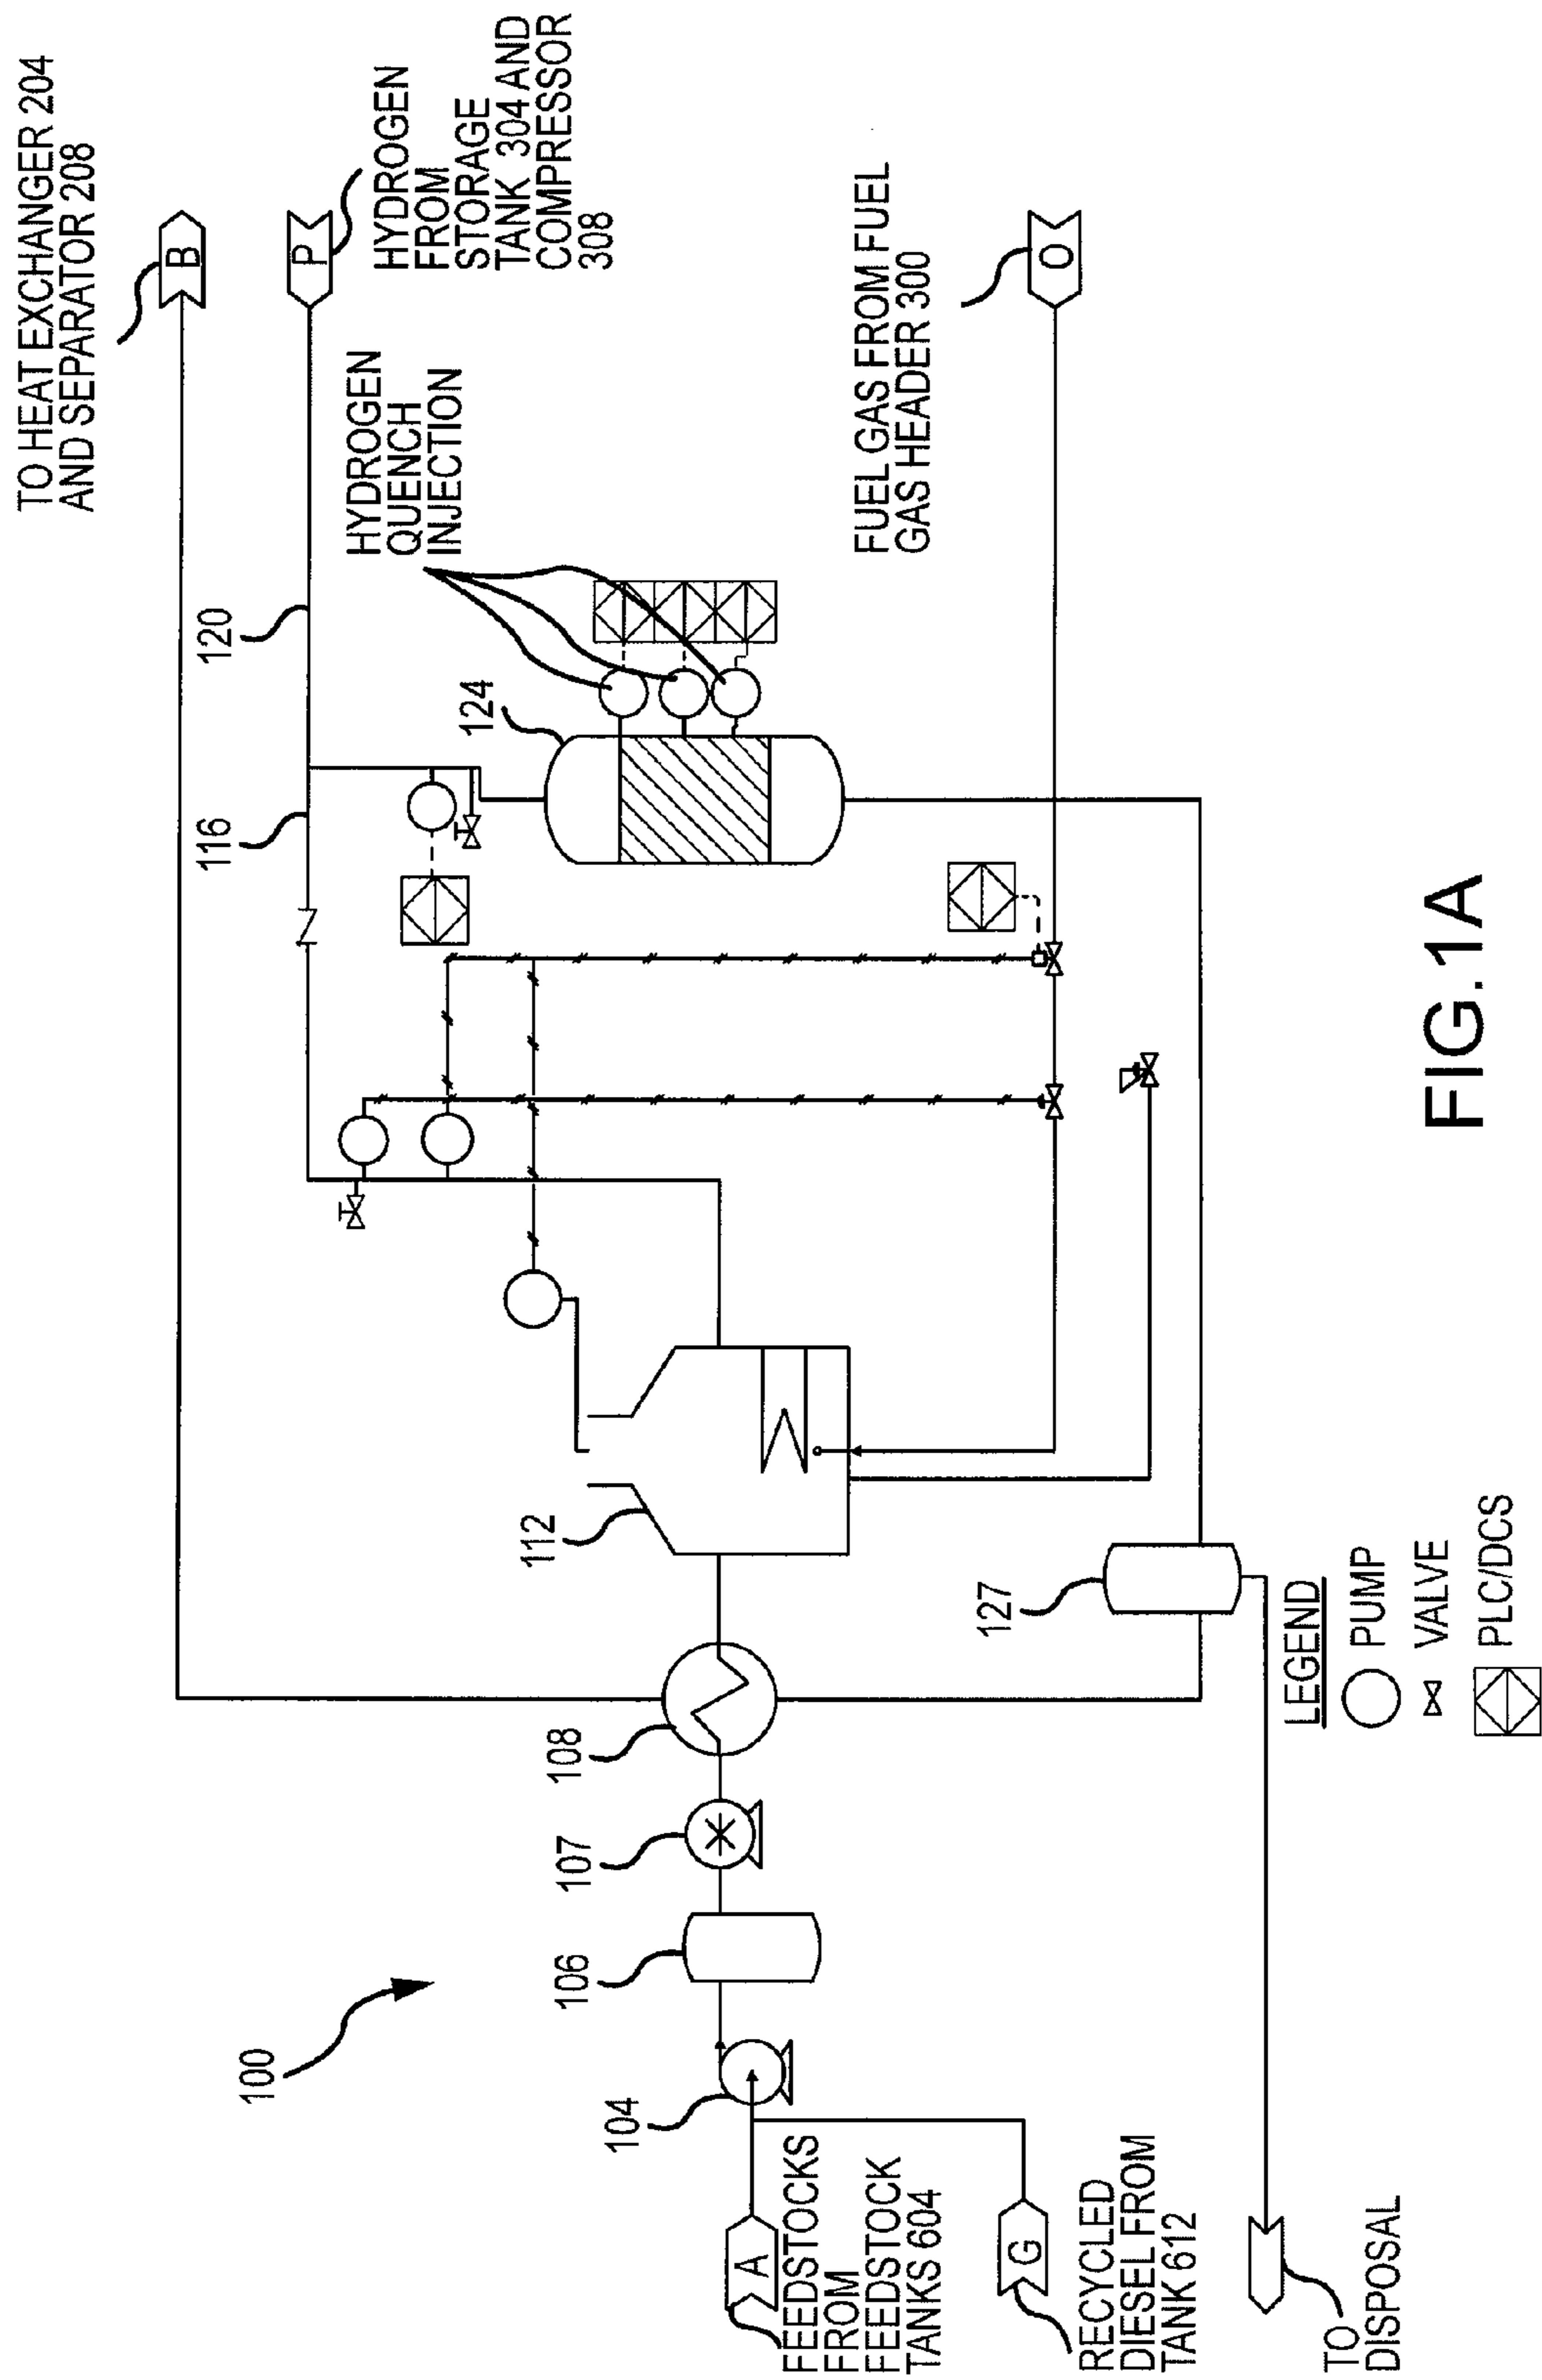 TO HEAT EXCHANGER 204
AND SEPARATOR 208
B
P
HYDROGEN
FROM
STORAGE
TANK 304 AND
COMPRESSOR
308
120
116
HYDROGEN
QUENCH
INJECTION
124
FUEL GAS FROM FUEL
GAS HEADER 300
O
100
112
108
107
106
104
127
A
FEEDSTOCKS
FROM
FEEDSTOCK
TANKS 604
G
RECYCLED
DIESEL FROM
TANK 612
TO
DISPOSAL
LEGEND
PUMP
VALVE
PLC/DCS
FIG.1A